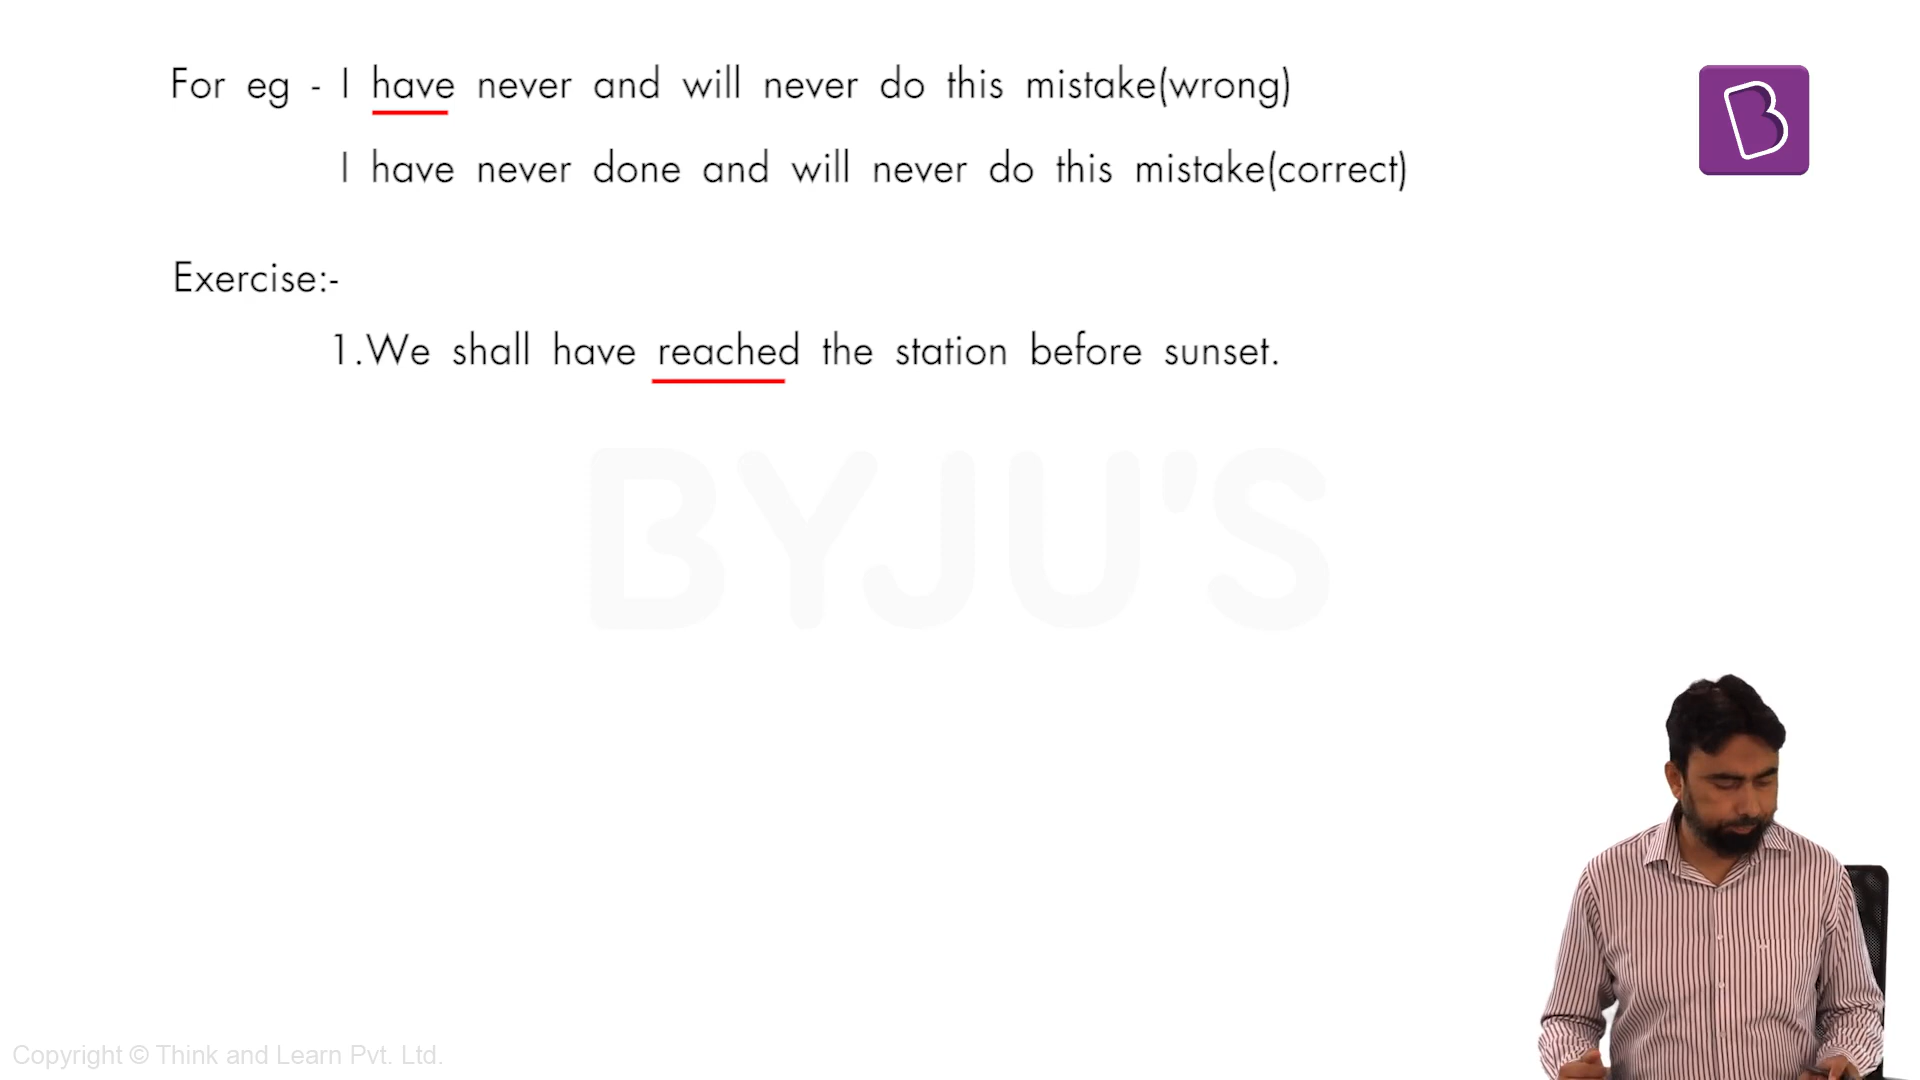 For eg - I have never and will never do this mistake(wrong)
I have never done and will never do this mistake(correct)
Exercise:-
1.We shall have reached the station before sunset.
BYJU'S
Copyright © Think and Learn Pvt. Ltd.